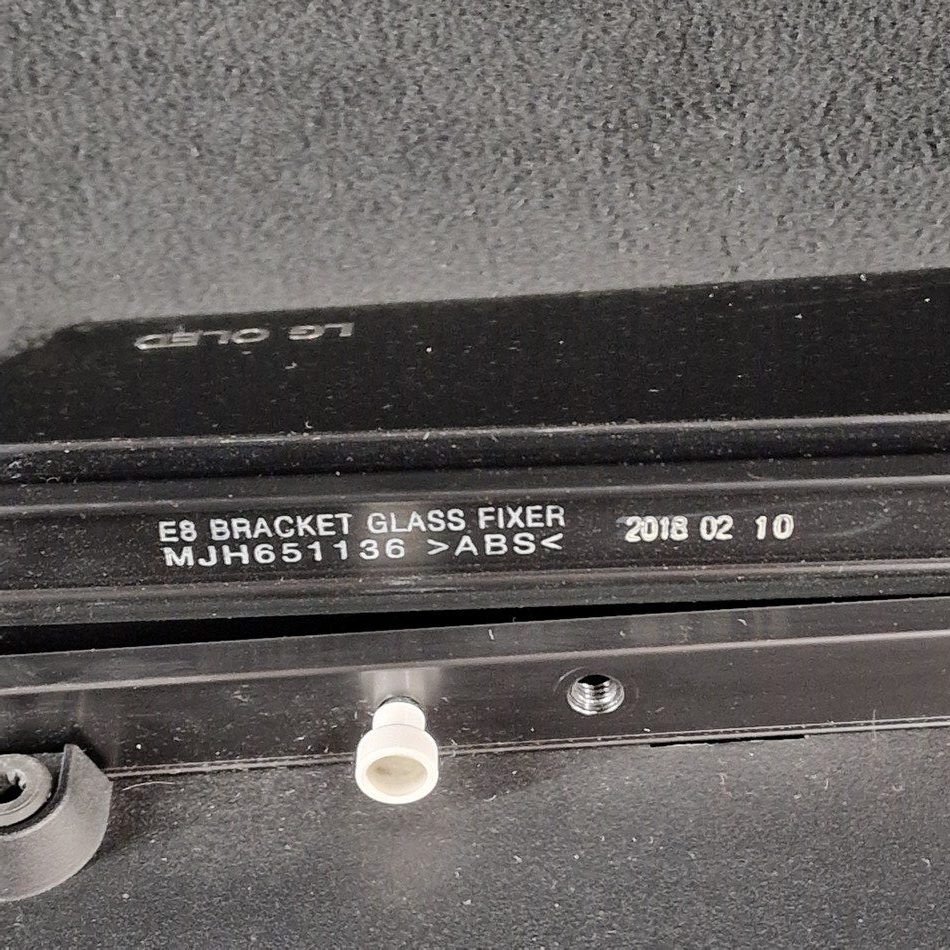 LG OLED
E8 BRACKET GLASS FIXER 2018 02 10
MJH651136 >ABS<